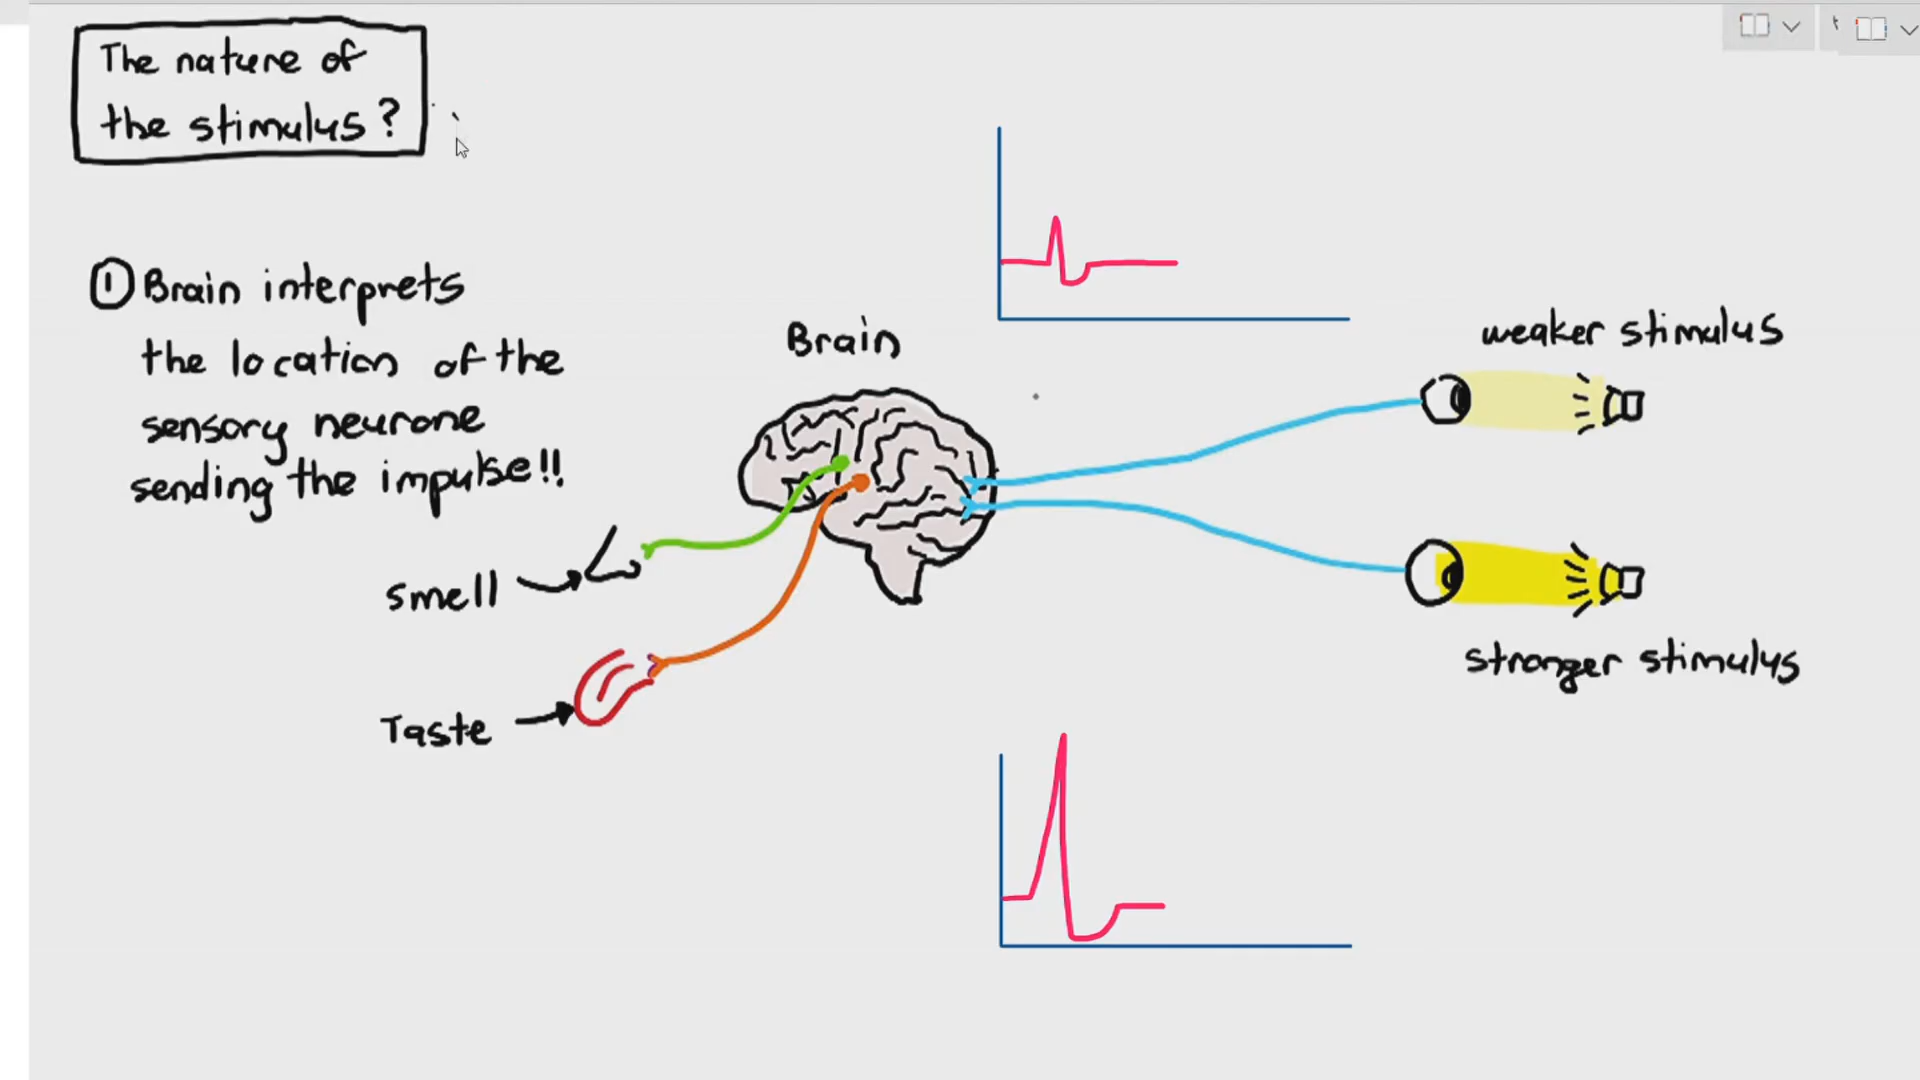 The nature of
the stimulus?
① Brain interprets
the location of the
sensory neurone
sending the impulse!!
Brain
weaker stimulus
smell
stronger stimulus
Taste